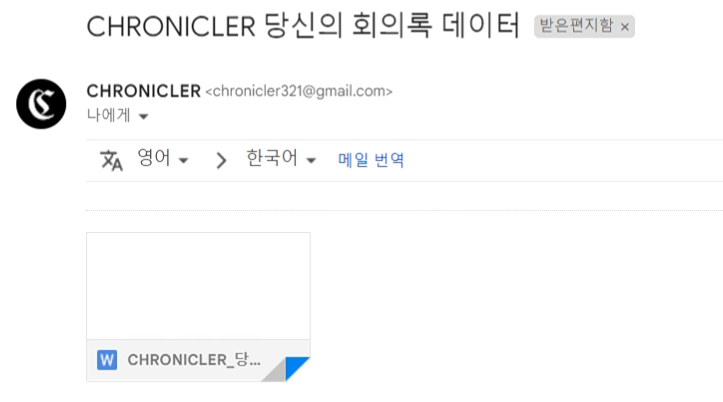 CHRONICLER 당신의 회의록 데이터 받은편지함 ×
CHRONICLER <chronicler321@gmail.com>
나에게
영어 > 한국어 메일 번역
W CHRONICLER_당...